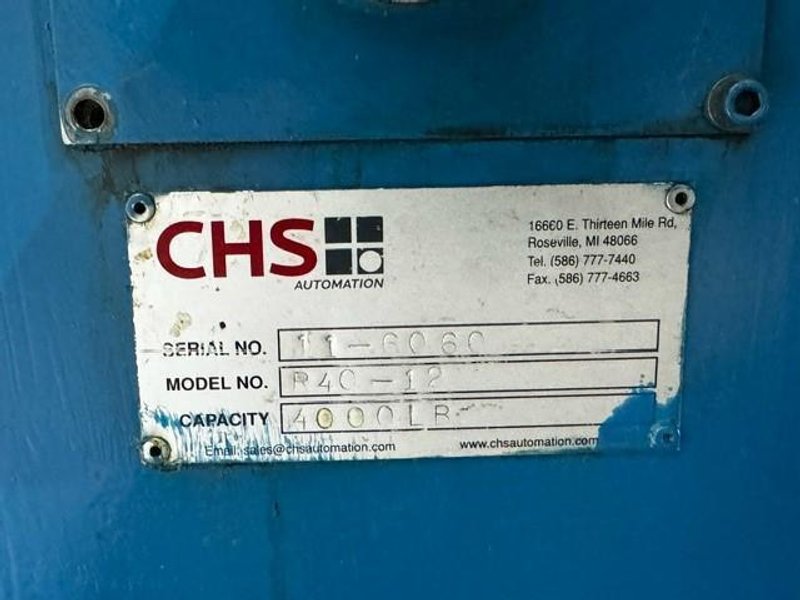 CHS
AUTOMATION
16660 E. Thirteen Mile Rd,
Roseville, MI 48066
Tel. (586) 777-7440
Fax. (586) 777-4663
SERIAL NO. 11-6060
MODEL NO. R40-12
CAPACITY 4000LB
Email: sales@chsautomation.com
www.chsautomation.com